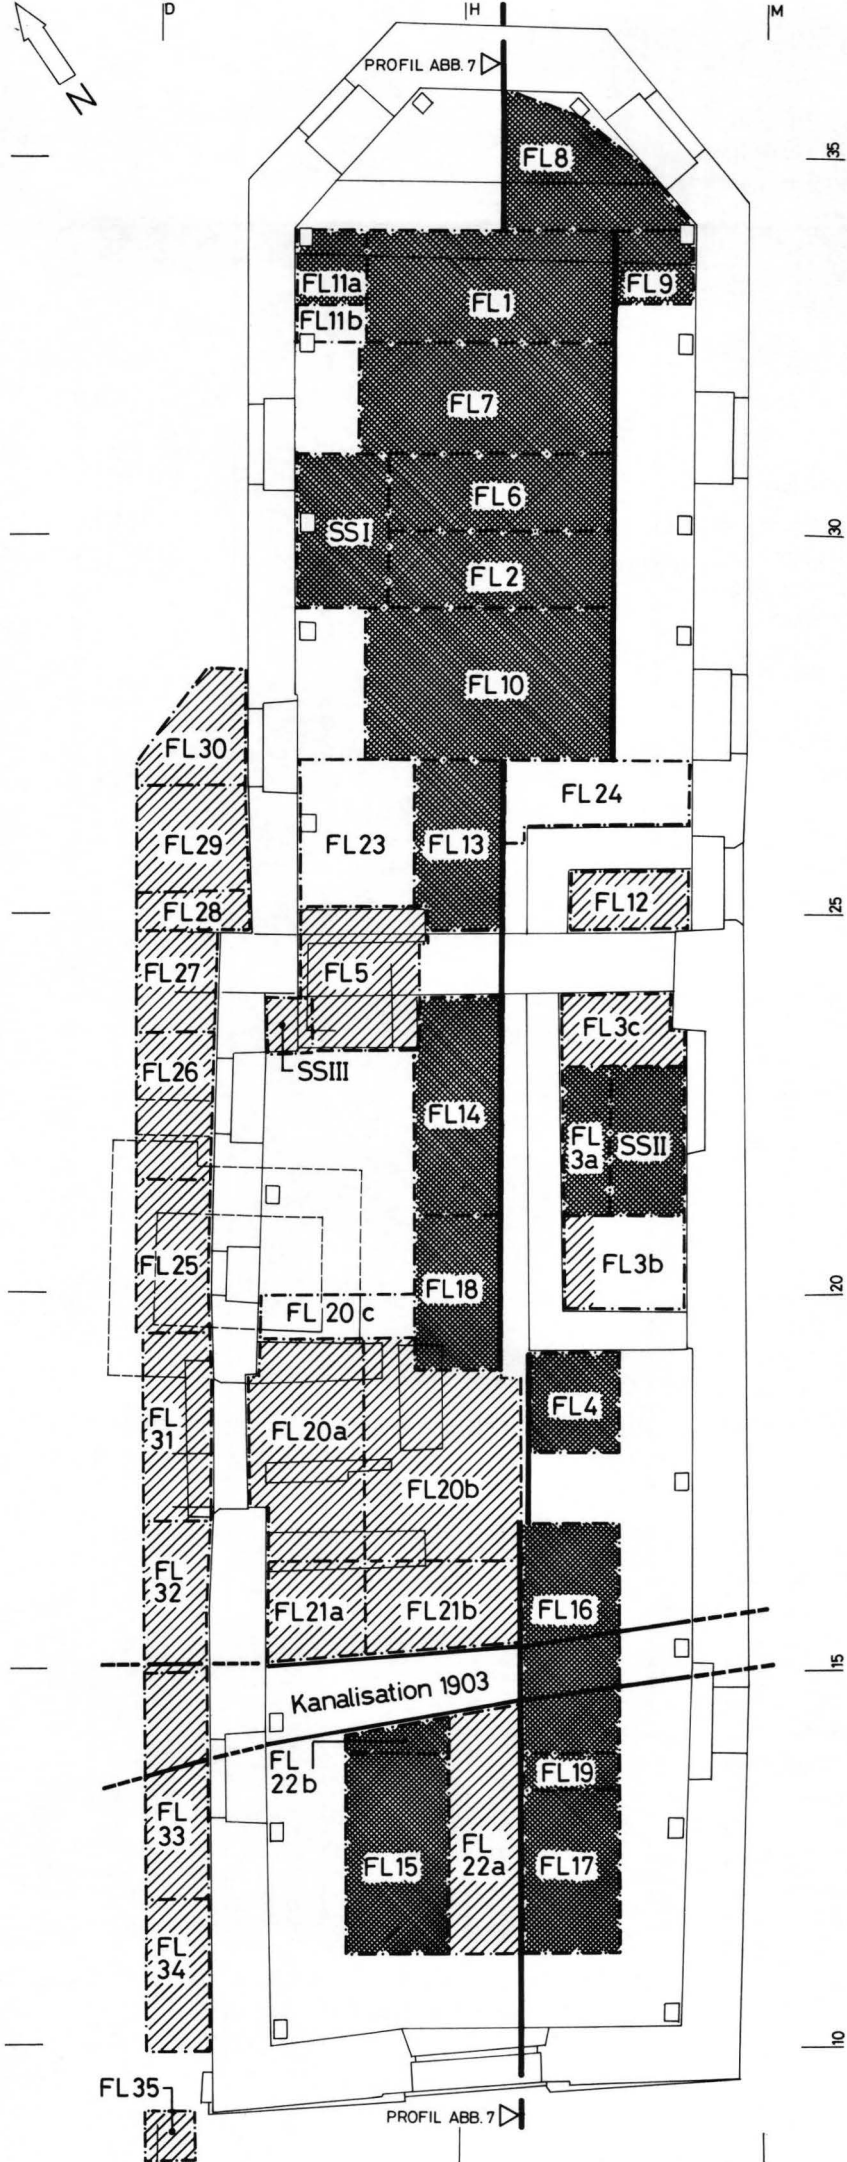 D
H
M
N
PROFIL ABB. 7
35
FL8
FL11a
FL1
FL9
FL11b
FL7
FL6
SSI
30
FL2
FL10
FL30
FL24
FL29
FL23
FL13
FL12
FL28
25
FL27
FL5
FL3c
FL26
SSIII
FL14
FL
3a
SSII
FL25
FL3b
FL18
20
FL20c
FL
31
FL20a
FL4
FL20b
FL
32
FL21a
FL21b
FL16
15
Kanalisation 1903
FL
22b
FL19
FL
33
FL15
FL
22a
FL17
FL
34
10
FL35
PROFIL ABB. 7